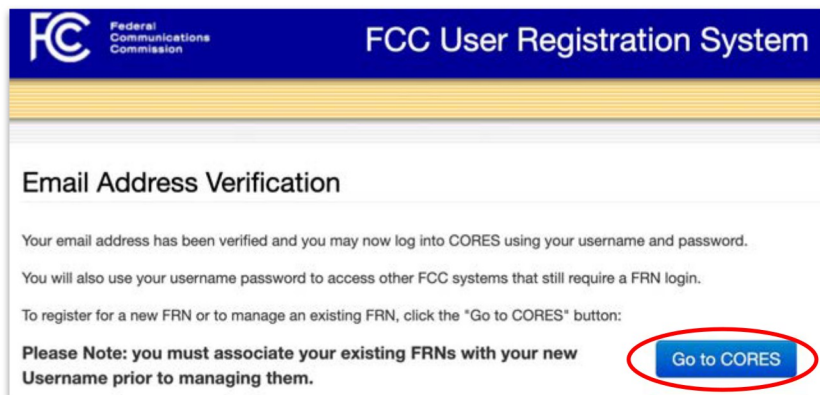 FCC
Federal
Communications
Commission
FCC User Registration System
Email Address Verification
Your email address has been verified and you may now log into CORES using your username and password.
You will also use your username password to access other FCC systems that still require a FRN login.
To register for a new FRN or to manage an existing FRN, click the "Go to CORES" button:
Please Note: you must associate your existing FRNs with your new
Username prior to managing them.
Go to CORES